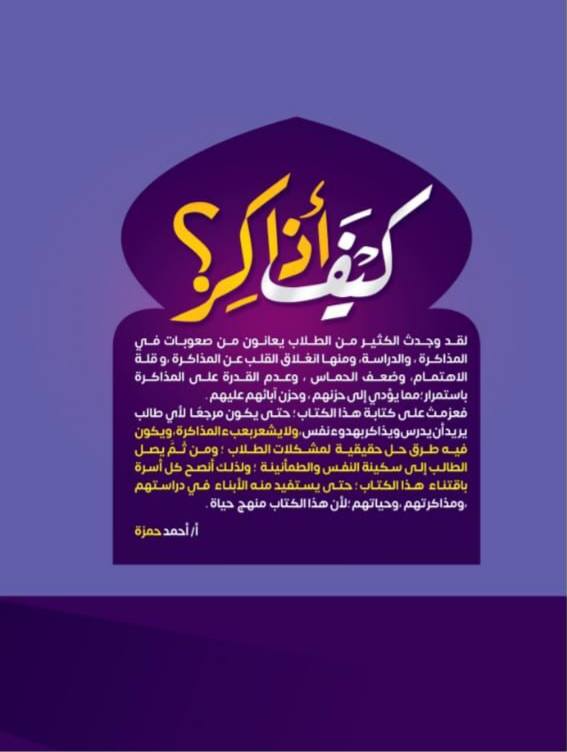 كَيْفَ أذاكِرُ؟
لقد وجدتُ الكثير من الطلاب يعانون من صعوبات في
المذاكرة ، والدراسة، ومنها انغلاق القلب عن المذاكرة ،و قلة
الاهتمام، وضعف الحماس ، وعدم القدرة على المذاكرة
باستمرار؛مما يؤدي إلى حزنهم، وحزن آبائهم عليهم .
فعزمتُ على كتابة هذا الكتاب ؛ حتى يكون مرجعًا لأي طالب
يريد أن يدرس ويذاكر بهدوء نفس،ولا يشعر بعبء المذاكرة، ويكون
فيه طرق حل حقيقية لمشكلات الطلاب ؛ ومن ثَمَّ يصل
الطالب إلى سكينة النفس والطمأنينة ؛ ولذلك أنصح كل أسرة
باقتناء هذا الكتاب ؛ حتى يستفيد منه الأبناء في دراستهم
،ومذاكرتهم ،وحياتهم ؛لأن هذا الكتاب منهج حياة .
أ/ أحمد حمزة